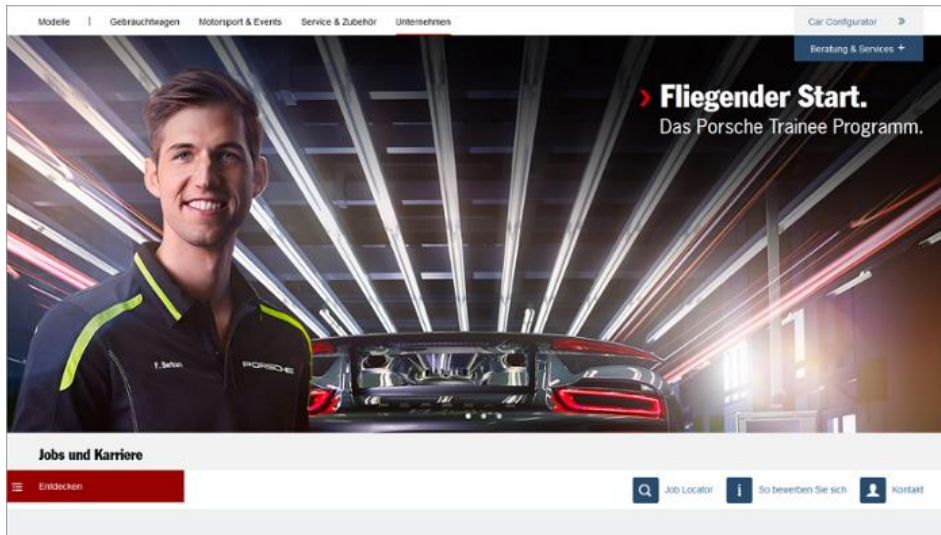 Modelle
Gebrauchtwagen
Motorsport & Events
Service & Zubehör
Unternehmen
Car Configurator »
Beratung & Services +
Fliegender Start.
Das Porsche Trainee Programm.
PORSCHE
Jobs und Karriere
Entdecken
Job Locator
So bewerben Sie sich
Kontakt